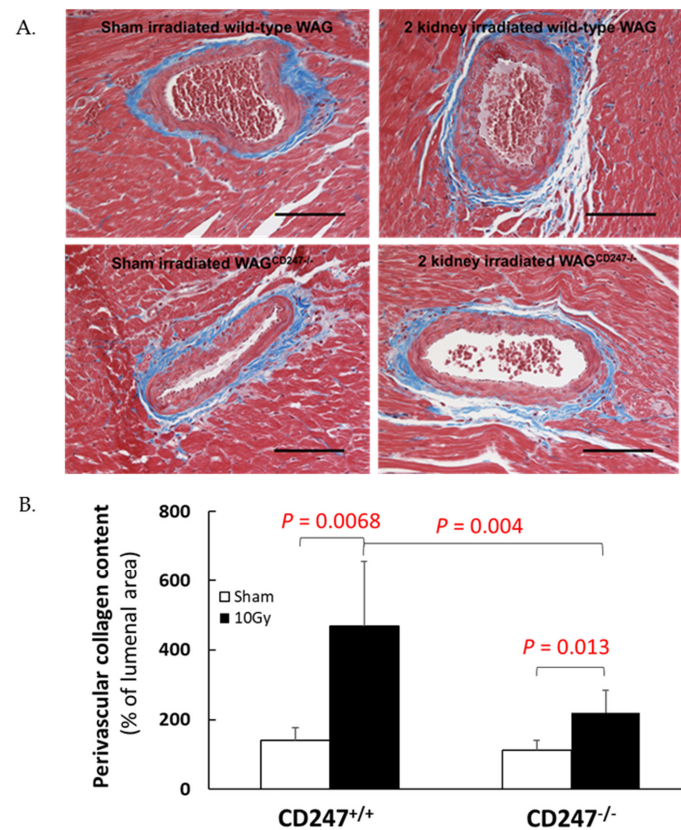 A.
Sham irradiated wild-type WAG
2 kidney irradiated wild-type WAG
Sham irradiated WAGCD247-/-
2 kidney irradiated WAGCD247-/-
B.
Perivascular collagen content
(% of lumenal area)
800
600
400
200
0
Sham
10Gy
P = 0.0068
P = 0.004
P = 0.013
CD247+/+
CD247-/-